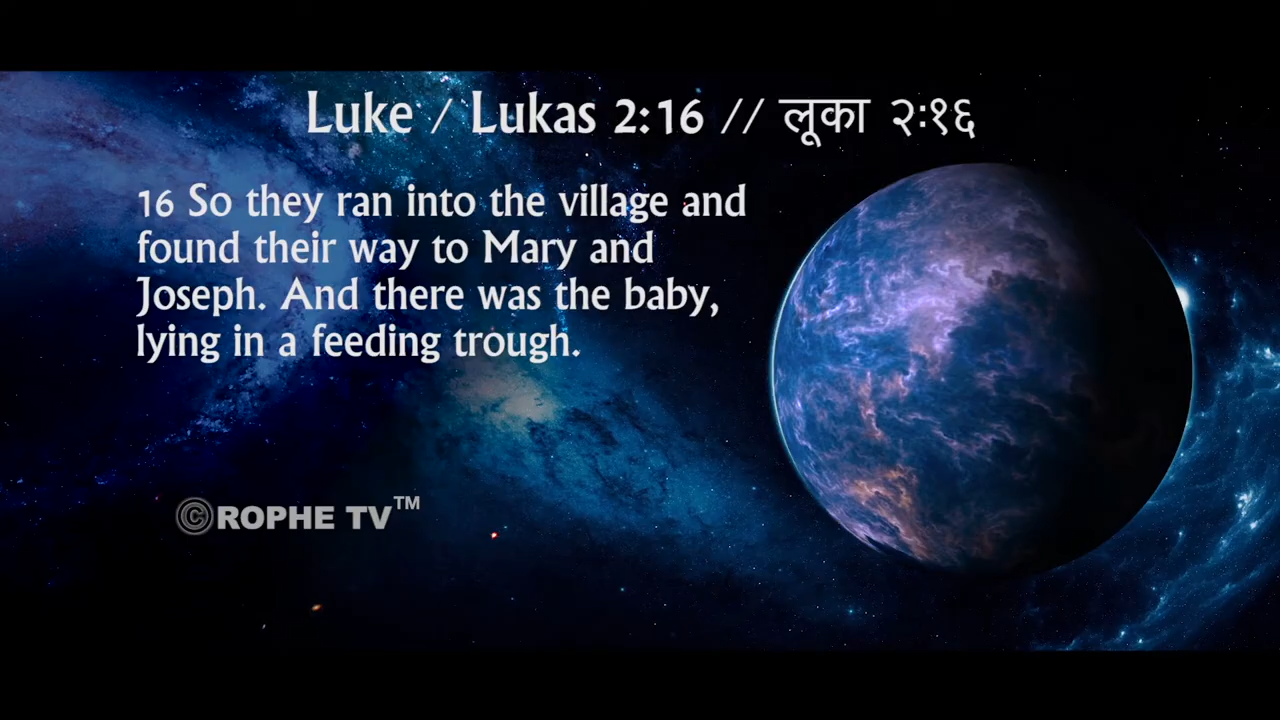 Luke / Lukas 2:16 // लूका २:१६
16 So they ran into the village and
found their way to Mary and
Joseph. And there was the baby,
lying in a feeding trough.
©ROPHE TV™